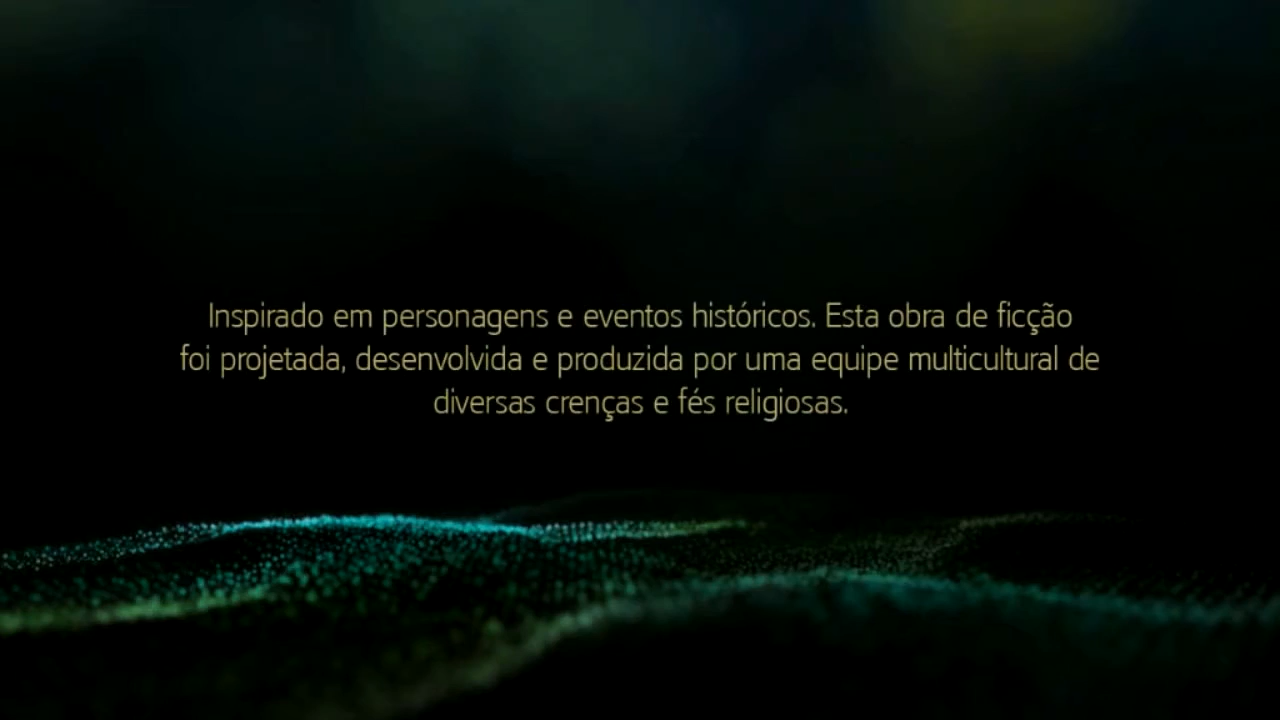 Inspirado em personagens e eventos históricos. Esta obra de ficção
foi projetada, desenvolvida e produzida por uma equipe multicultural de
diversas crenças e fés religiosas.